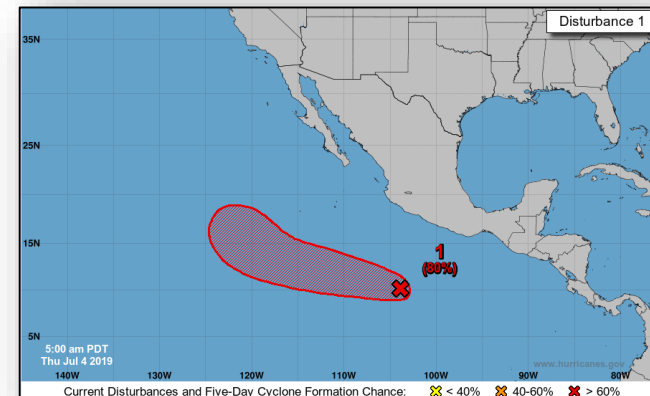 Disturbance 1
35N
25N
15N
5N
1
(80%)
5:00 am PDT
Thu Jul 4 2019
www.hurricanes.gov
140W 130W 120W 110W 100W 90W 80W
Current Disturbances and Five-Day Cyclone Formation Chance: < 40% 40-60% > 60%